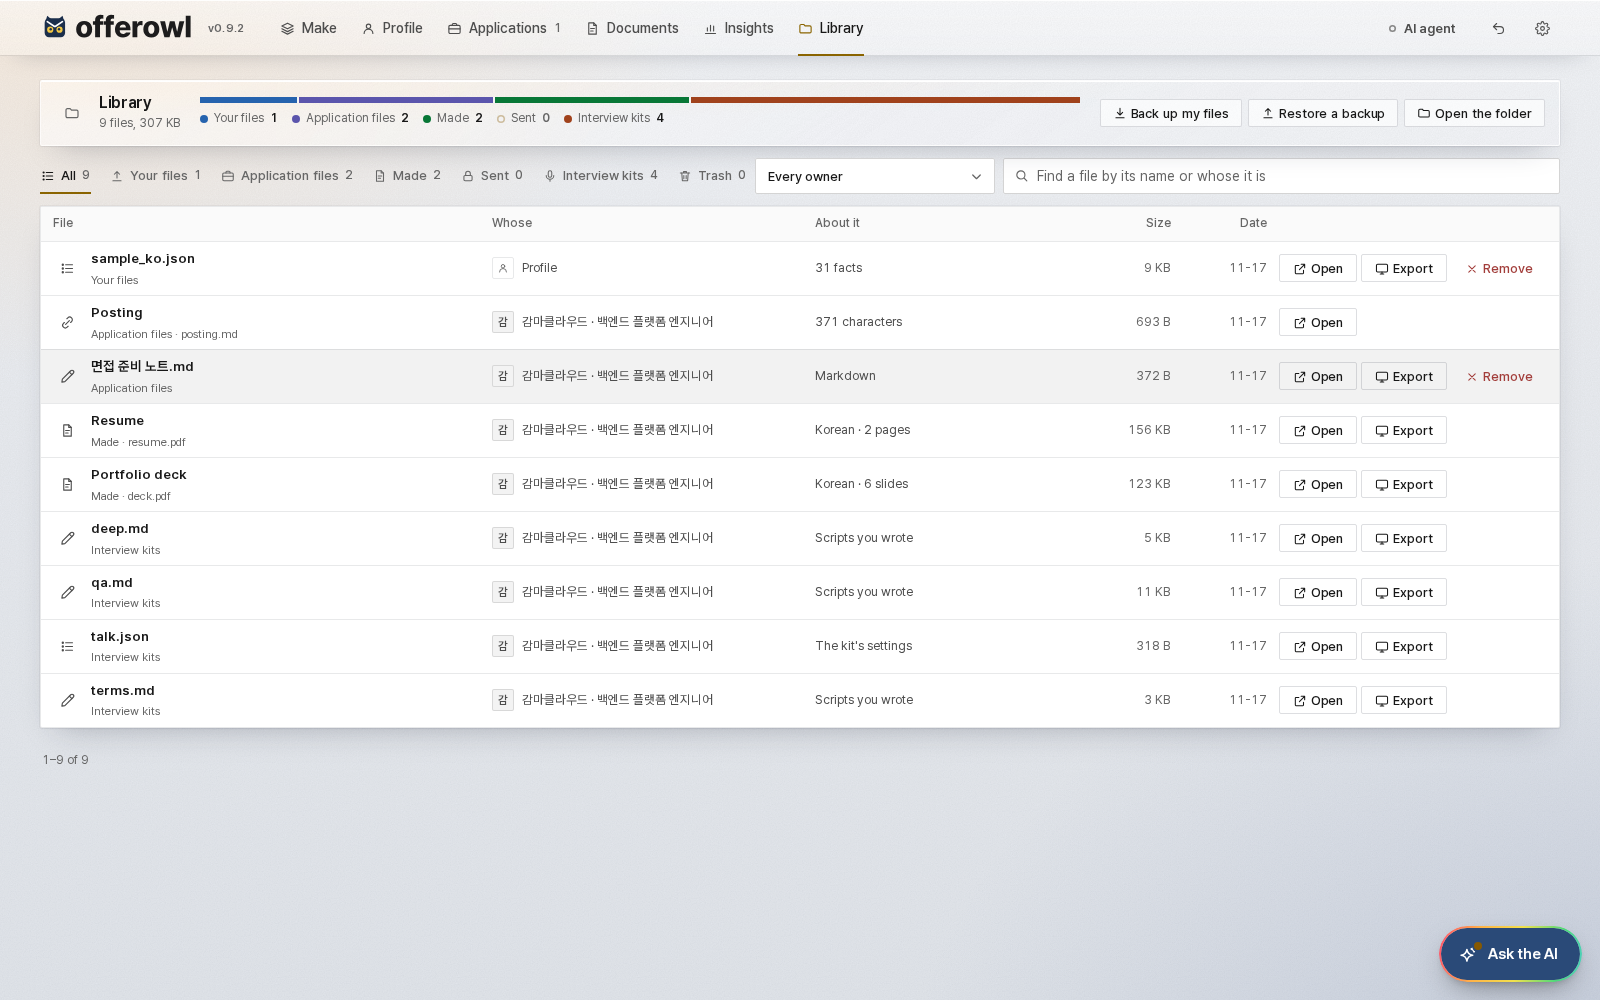 offerowl v0.9.2 Make Profile Applications 1 Documents Insights Library AI agent
Library
9 files, 307 KB
Your files 1 Application files 2 Made 2 Sent 0 Interview kits 4
Back up my files Restore a backup Open the folder
All 9 Your files 1 Application files 2 Made 2 Sent 0 Interview kits 4 Trash 0 Every owner Find a file by its name or whose it is
File Whose About it Size Date
sample_ko.json
Your files
Profile 31 facts 9 KB 11-17 Open Export Remove
Posting
Application files · posting.md
감 감마클라우드 · 백엔드 플랫폼 엔지니어 371 characters 693 B 11-17 Open
면접 준비 노트.md
Application files
감 감마클라우드 · 백엔드 플랫폼 엔지니어 Markdown 372 B 11-17 Open Export Remove
Resume
Made · resume.pdf
감 감마클라우드 · 백엔드 플랫폼 엔지니어 Korean · 2 pages 156 KB 11-17 Open Export
Portfolio deck
Made · deck.pdf
감 감마클라우드 · 백엔드 플랫폼 엔지니어 Korean · 6 slides 123 KB 11-17 Open Export
deep.md
Interview kits
감 감마클라우드 · 백엔드 플랫폼 엔지니어 Scripts you wrote 5 KB 11-17 Open Export
qa.md
Interview kits
감 감마클라우드 · 백엔드 플랫폼 엔지니어 Scripts you wrote 11 KB 11-17 Open Export
talk.json
Interview kits
감 감마클라우드 · 백엔드 플랫폼 엔지니어 The kit's settings 318 B 11-17 Open Export
terms.md
Interview kits
감 감마클라우드 · 백엔드 플랫폼 엔지니어 Scripts you wrote 3 KB 11-17 Open Export
1–9 of 9
Ask the AI